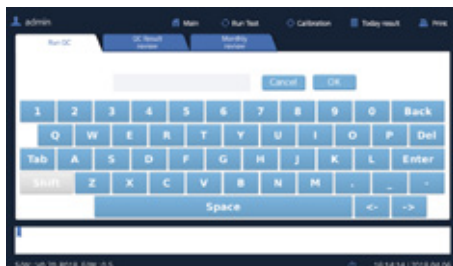 admin Main Run Test Calibration Today result Print
Run QC QC Result review Monthly review
Cancel OK
1 2 3 4 5 6 7 8 9 0 Back
Q W E R T Y U I O P Del
Tab A S D F G H J K L Enter
Shift Z X C V B N M . _ -
Space <- ->